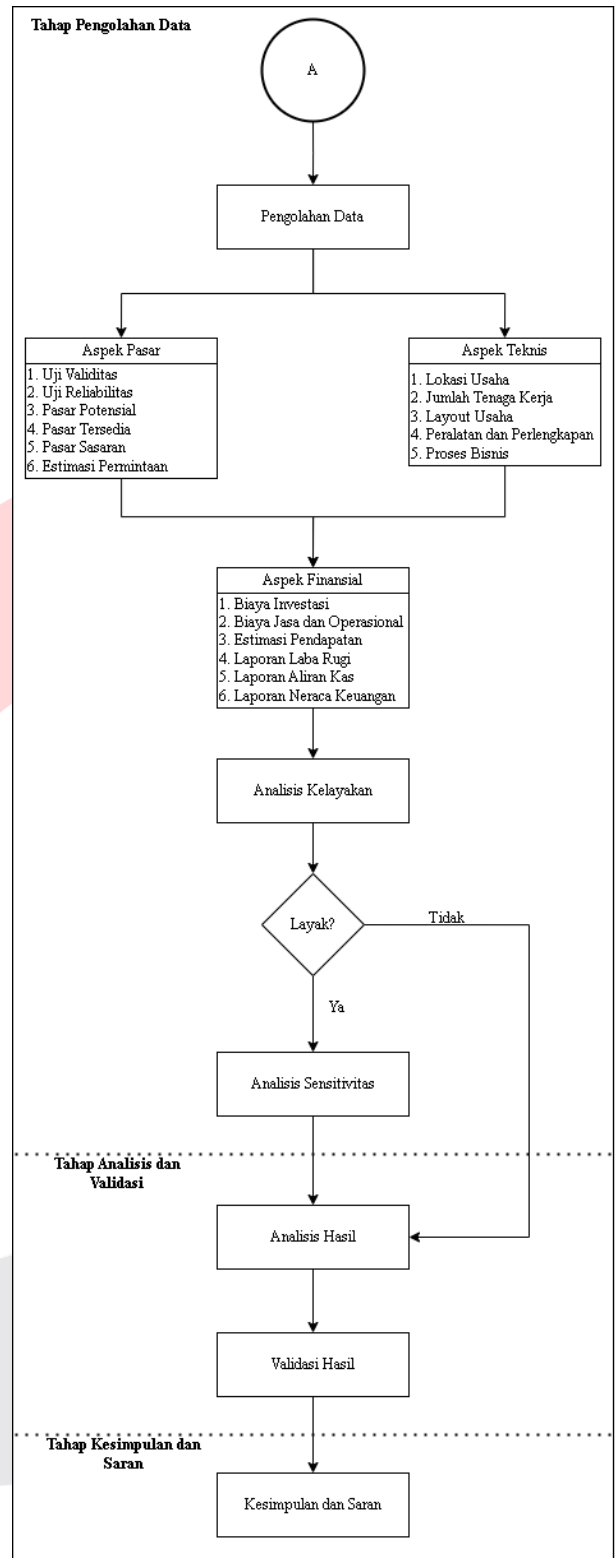 Tahap Pengolahan Data
A
Pengolahan Data
Aspek Pasar
1. Uji Validitas
2. Uji Reliabilitas
3. Pasar Potensial
4. Pasar Tersedia
5. Pasar Sasaran
6. Estimasi Permintaan
Aspek Teknis
1. Lokasi Usaha
2. Jumlah Tenaga Kerja
3. Layout Usaha
4. Peralatan dan Perlengkapan
5. Proses Bisnis
Aspek Finansial
1. Biaya Investasi
2. Biaya Jasa dan Operasional
3. Estimasi Pendapatan
4. Laporan Laba Rugi
5. Laporan Aliran Kas
6. Laporan Neraca Keuangan
Analisis Kelayakan
Layak?
Tidak
Ya
Analisis Sensitivitas
Tahap Analisis dan
Validasi
Analisis Hasil
Validasi Hasil
Tahap Kesimpulan dan
Saran
Kesimpulan dan Saran